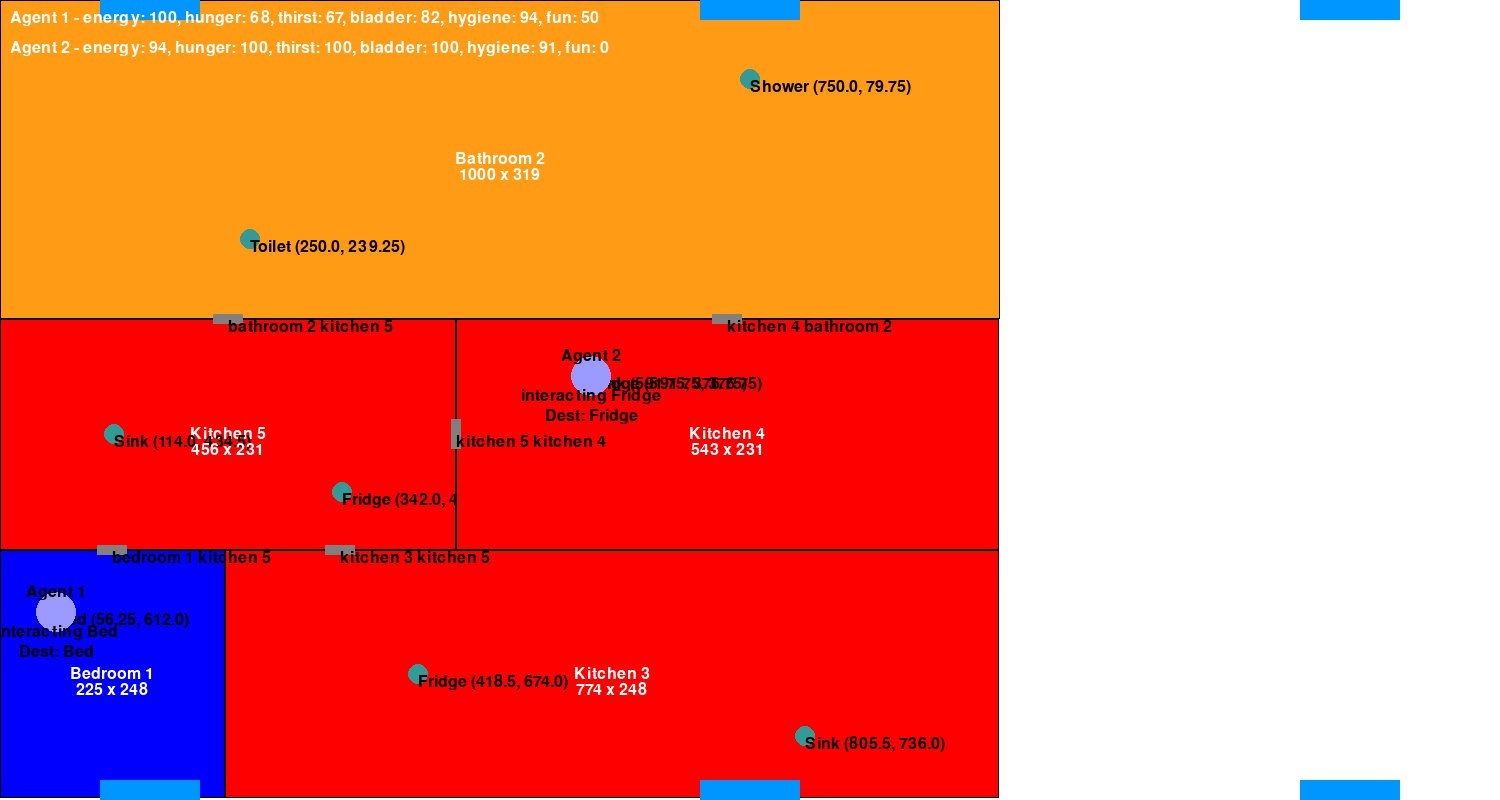 Agent 1 - energy: 100, hunger: 68, thirst: 67, bladder: 82, hygiene: 94, fun: 50
Agent 2 - energy: 94, hunger: 100, thirst: 100, bladder: 100, hygiene: 91, fun: 0
Shower (750.0, 79.75)
Bathroom 2
1000 x 319
Toilet (250.0, 239.25)
bathroom 2 kitchen 5
kitchen 4 bathroom 2
Agent 2
interacting Fridge
Dest: Fridge
Kitchen 5
456 x 231
Sink (114.0,
kitchen 5 kitchen 4
Kitchen 4
543 x 231
Fridge (342.0, 4
bedroom 1 kitchen 5
kitchen 3 kitchen 5
Agent 1
(56.25, 612.0)
nteracting Bed
Dest: Bed
Bedroom 1
225 x 248
Kitchen 3
774 x 248
Fridge (418.5, 674.0)
Sink (805.5, 736.0)